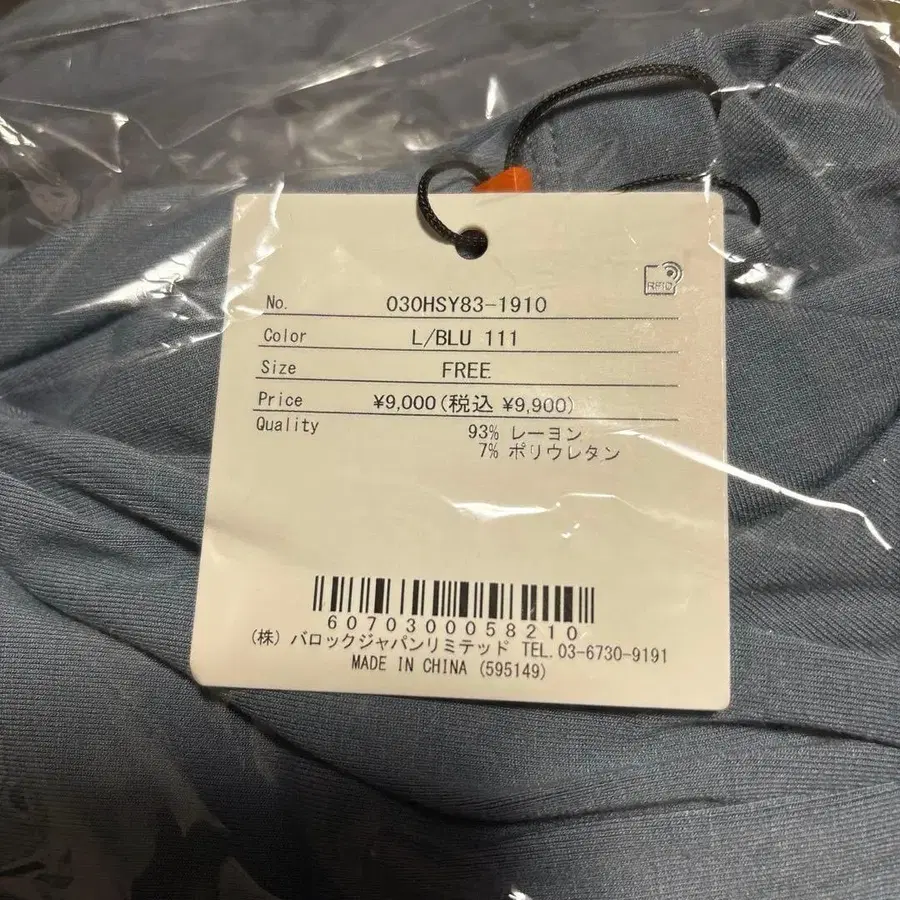 RFID
No. 030HSY83-1910
Color L/BLU 111
Size FREE
Price ¥9,000(税込 ¥9,900)
Quality 93% レーヨン
7% ポリウレタン
6070300058210
(株) バロックジャパンリミテッド TEL.03-6730-9191
MADE IN CHINA (595149)